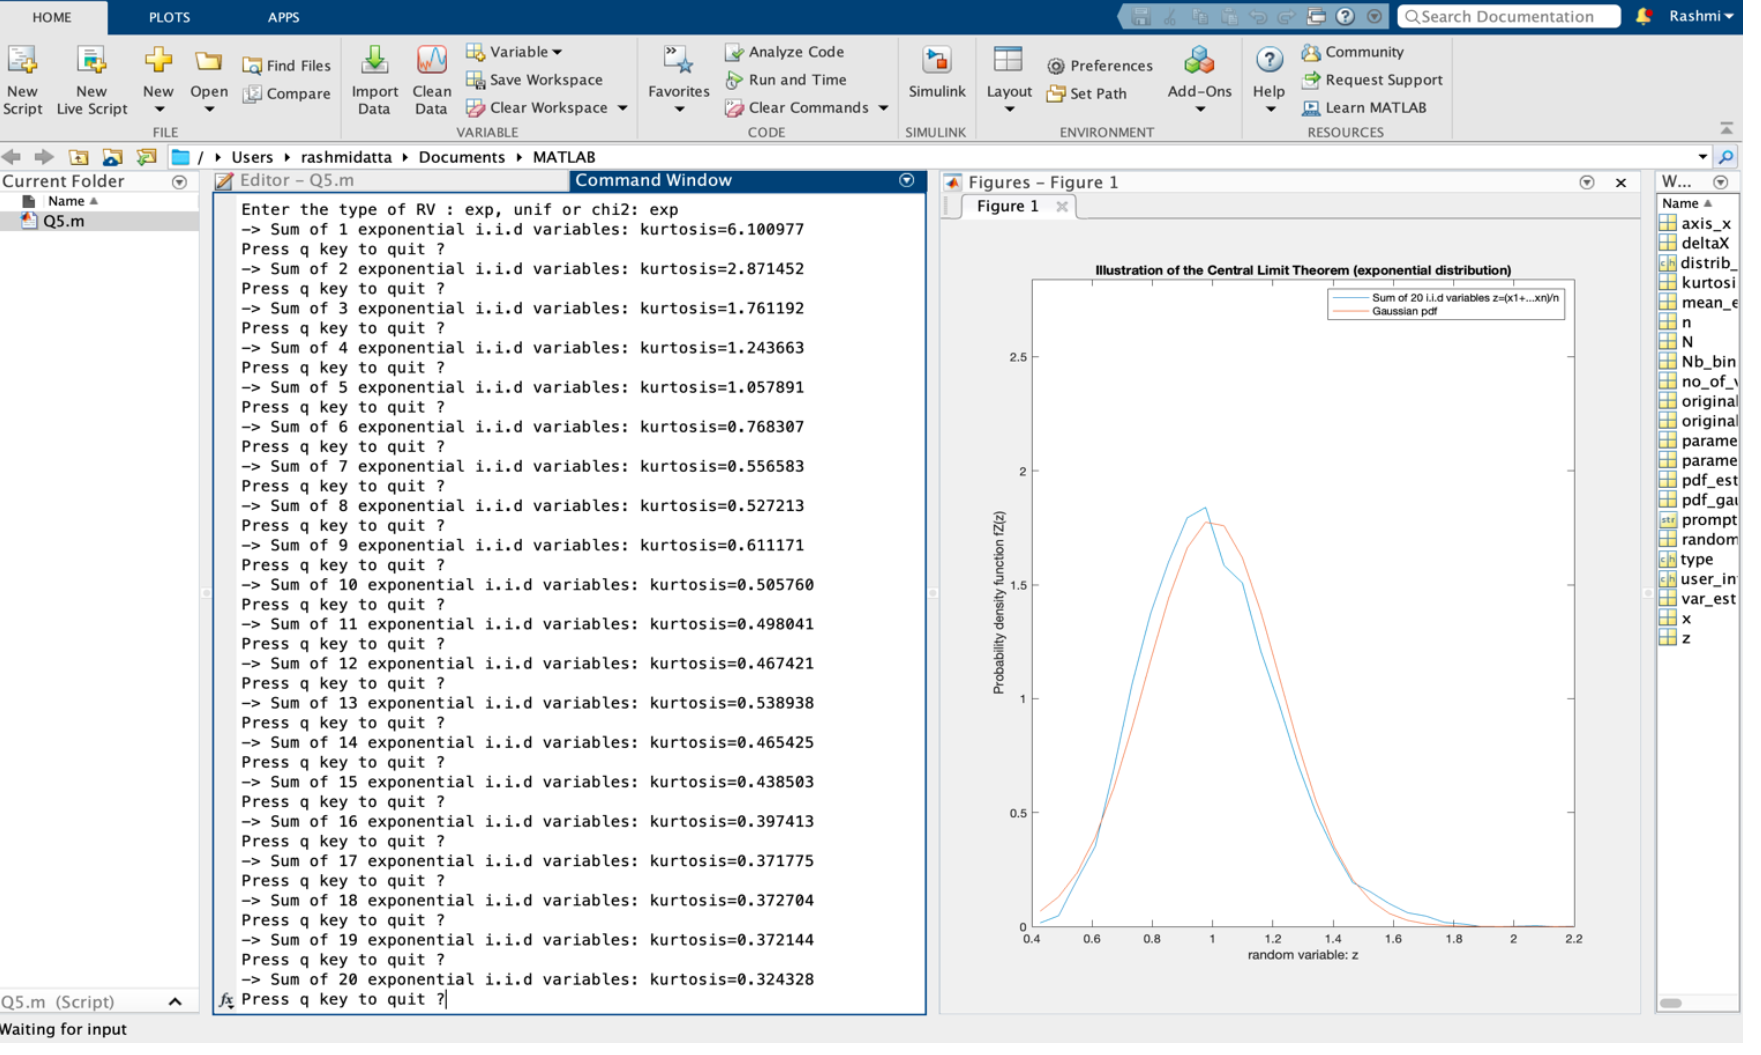 HOME PLOTS APPS
Search Documentation
Rashmi
New Script
New Live Script
New
Open
Find Files
Compare
FILE
Import Data
Clean Data
Variable
Save Workspace
Clear Workspace
VARIABLE
Favorites
Analyze Code
Run and Time
Clear Commands
CODE
Simulink
SIMULINK
Layout
Preferences
Set Path
Add-Ons
ENVIRONMENT
Help
Community
Request Support
Learn MATLAB
RESOURCES
/ Users rashmidatta Documents MATLAB
Current Folder
Name
Q5.m
Q5.m (Script)
Waiting for input
Editor - Q5.m
Command Window
Enter the type of RV : exp, unif or chi2: exp
-> Sum of 1 exponential i.i.d variables: kurtosis=6.100977
Press q key to quit ?
-> Sum of 2 exponential i.i.d variables: kurtosis=2.871452
Press q key to quit ?
-> Sum of 3 exponential i.i.d variables: kurtosis=1.761192
Press q key to quit ?
-> Sum of 4 exponential i.i.d variables: kurtosis=1.243663
Press q key to quit ?
-> Sum of 5 exponential i.i.d variables: kurtosis=1.057891
Press q key to quit ?
-> Sum of 6 exponential i.i.d variables: kurtosis=0.768307
Press q key to quit ?
-> Sum of 7 exponential i.i.d variables: kurtosis=0.556583
Press q key to quit ?
-> Sum of 8 exponential i.i.d variables: kurtosis=0.527213
Press q key to quit ?
-> Sum of 9 exponential i.i.d variables: kurtosis=0.611171
Press q key to quit ?
-> Sum of 10 exponential i.i.d variables: kurtosis=0.505760
Press q key to quit ?
-> Sum of 11 exponential i.i.d variables: kurtosis=0.498041
Press q key to quit ?
-> Sum of 12 exponential i.i.d variables: kurtosis=0.467421
Press q key to quit ?
-> Sum of 13 exponential i.i.d variables: kurtosis=0.538938
Press q key to quit ?
-> Sum of 14 exponential i.i.d variables: kurtosis=0.465425
Press q key to quit ?
-> Sum of 15 exponential i.i.d variables: kurtosis=0.438503
Press q key to quit ?
-> Sum of 16 exponential i.i.d variables: kurtosis=0.397413
Press q key to quit ?
-> Sum of 17 exponential i.i.d variables: kurtosis=0.371775
Press q key to quit ?
-> Sum of 18 exponential i.i.d variables: kurtosis=0.372704
Press q key to quit ?
-> Sum of 19 exponential i.i.d variables: kurtosis=0.372144
Press q key to quit ?
-> Sum of 20 exponential i.i.d variables: kurtosis=0.324328
fx Press q key to quit ?
Figures - Figure 1
Figure 1
Illustration of the Central Limit Theorem (exponential distribution)
Sum of 20 i.i.d variables z=(x1+...xn)/n
Gaussian pdf
Probability density function fZ(z)
2.5
2
1.5
1
0.5
0
0.4 0.6 0.8 1 1.2 1.4 1.6 1.8 2 2.2
random variable: z
W...
Name
axis_x
deltaX
distrib_
kurtosi
mean_e
n
N
Nb_bin
no_of_v
original
original
parame
parame
pdf_est
pdf_gau
prompt
random
type
user_in
var_est
x
z